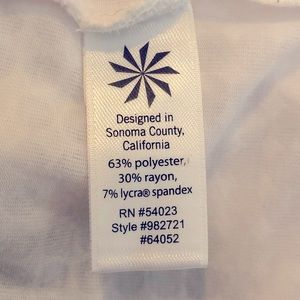 Designed in
Sonoma County,
California
63% polyester,
30% rayon,
7% lycra® spandex
RN #54023
Style #982721
#64052